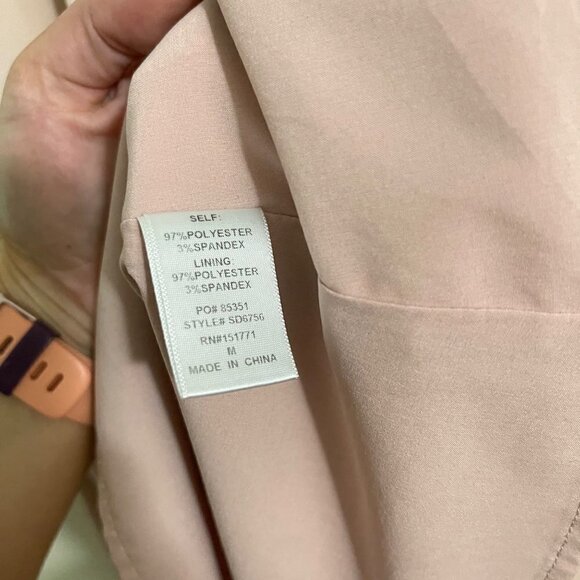 SELF:
97%POLYESTER
3%SPANDEX
LINING:
97%POLYESTER
3%SPANDEX
PO# 85351
STYLE# SD6756
RN#151771
M
MADE IN CHINA